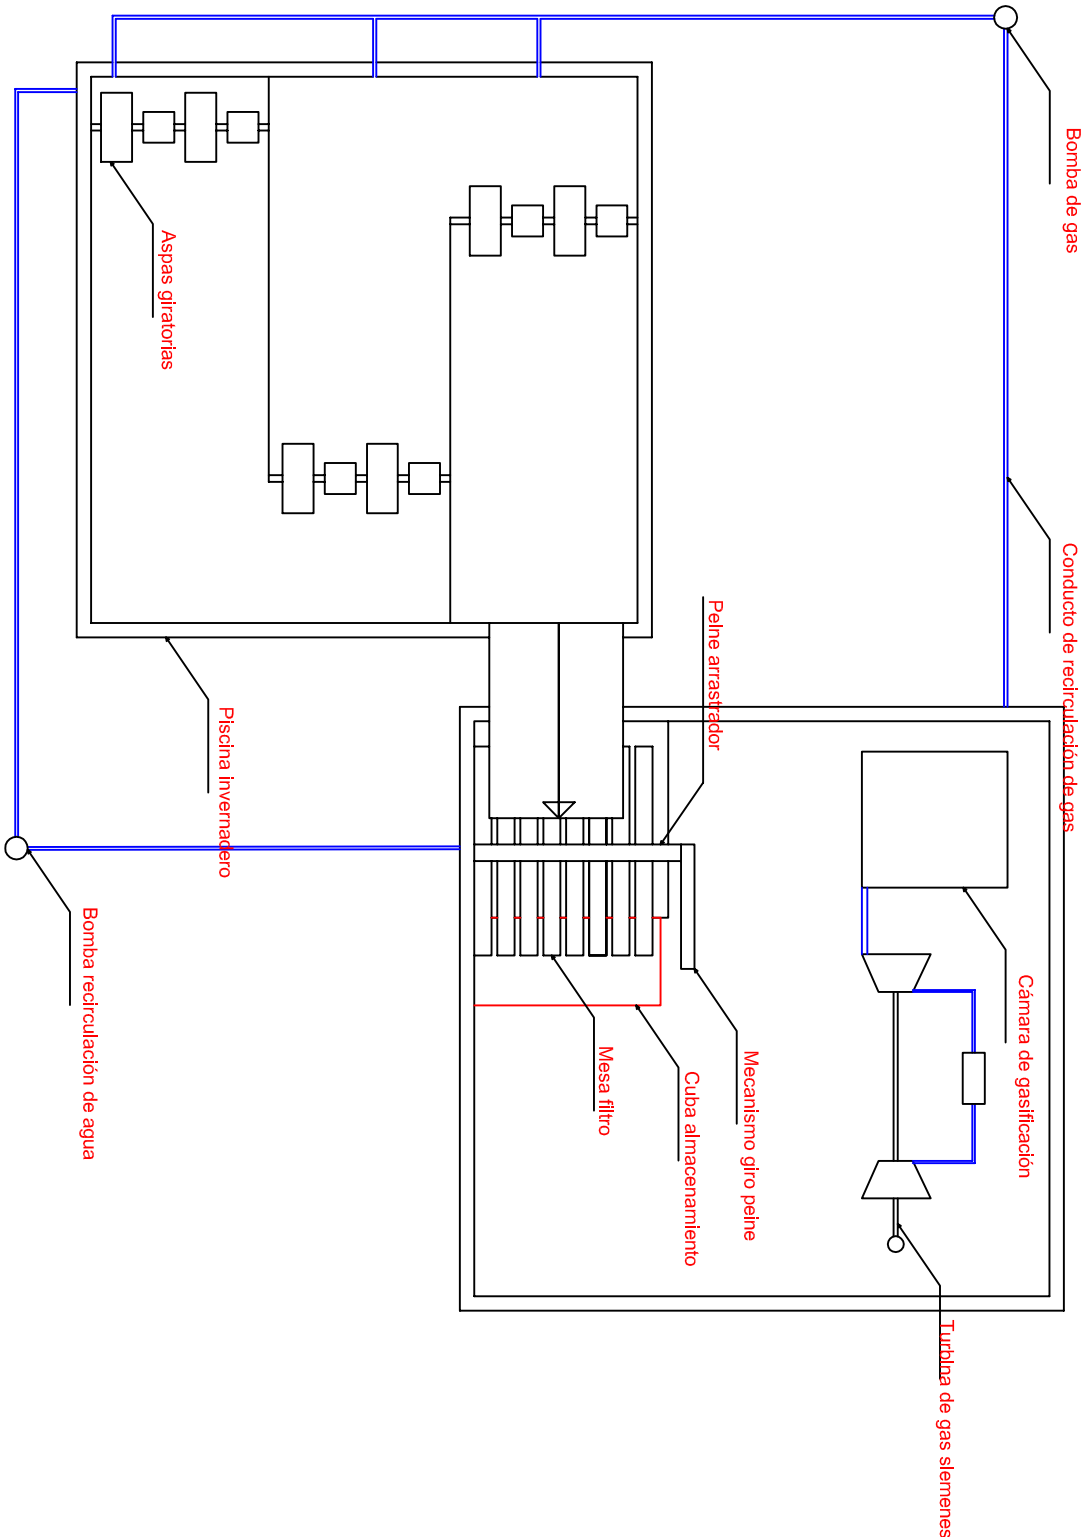 Bomba de gas
Conducto de recirculación de gas
Cámara de gasificación
Turbina de gas siemenes
Mecanismo giro peine
Peine arrastrador
Cuba almacenamiento
Mesa filtro
Piscina invernadero
Aspas giratorias
Bomba recirculación de agua